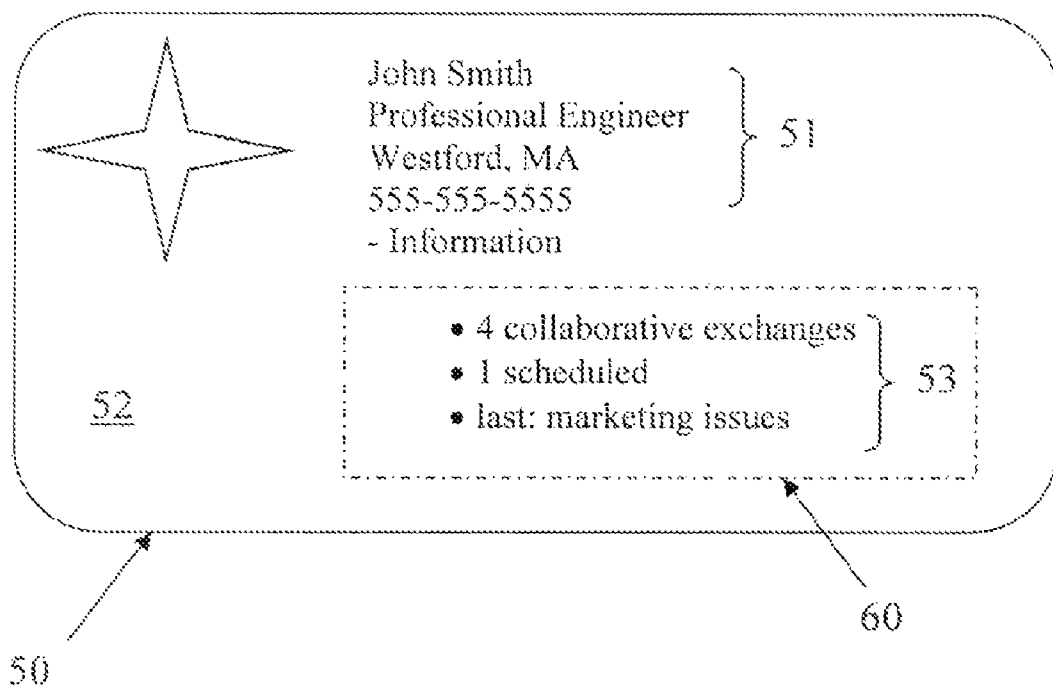 John Smith
Professional Engineer
Westford, MA
555-555-5555
- Information
51
• 4 collaborative exchanges
• 1 scheduled
• last: marketing issues
53
52
60
50